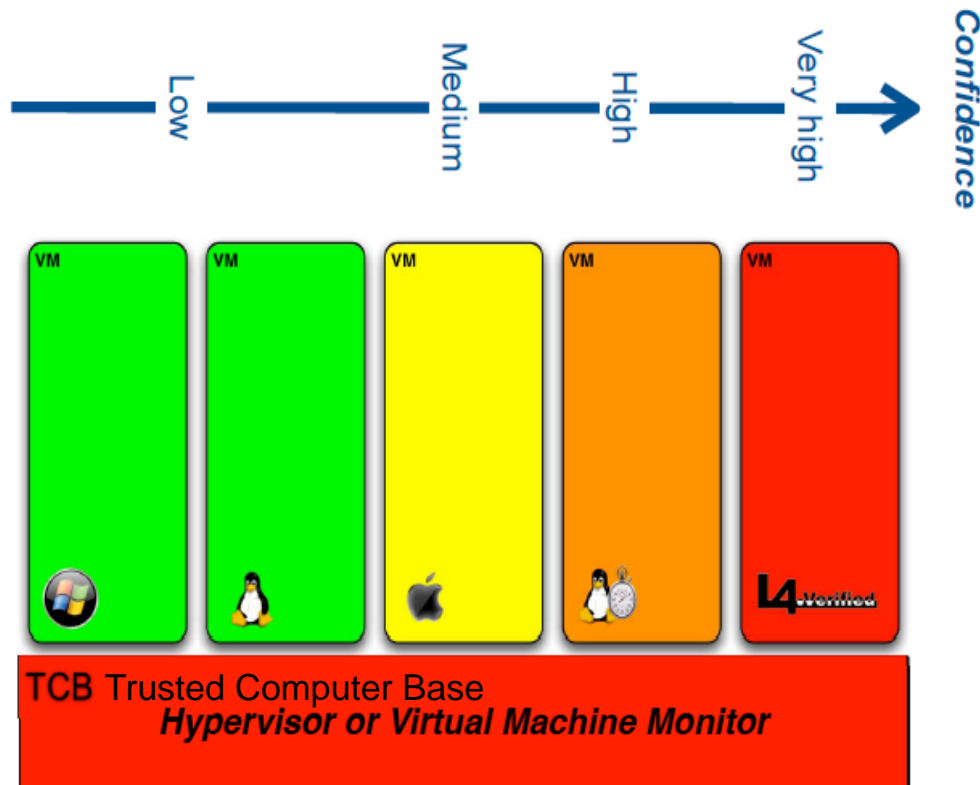 Confidence
Low
Medium
High
Very high
VM
VM
VM
VM
VM
L4.Verified
TCB Trusted Computer Base
Hypervisor or Virtual Machine Monitor